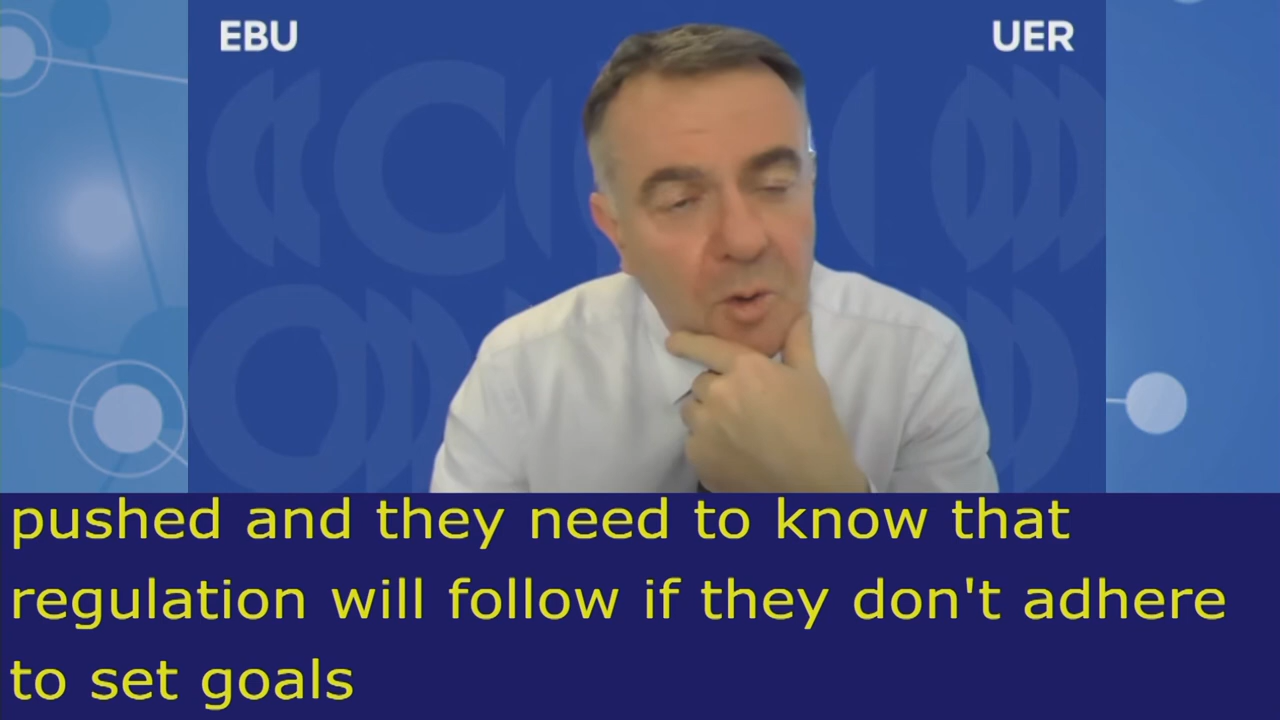 EBU UER
pushed and they need to know that
regulation will follow if they don't adhere
to set goals